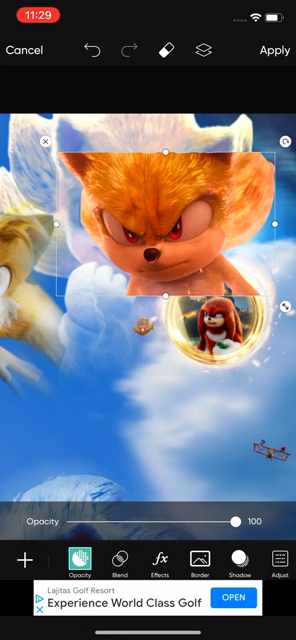 11:29
Cancel
Apply
Opacity
100
Opacity
Blend
fx
Effects
Border
Shadow
Adjust
Lajitas Golf Resort
Experience World Class Golf
OPEN